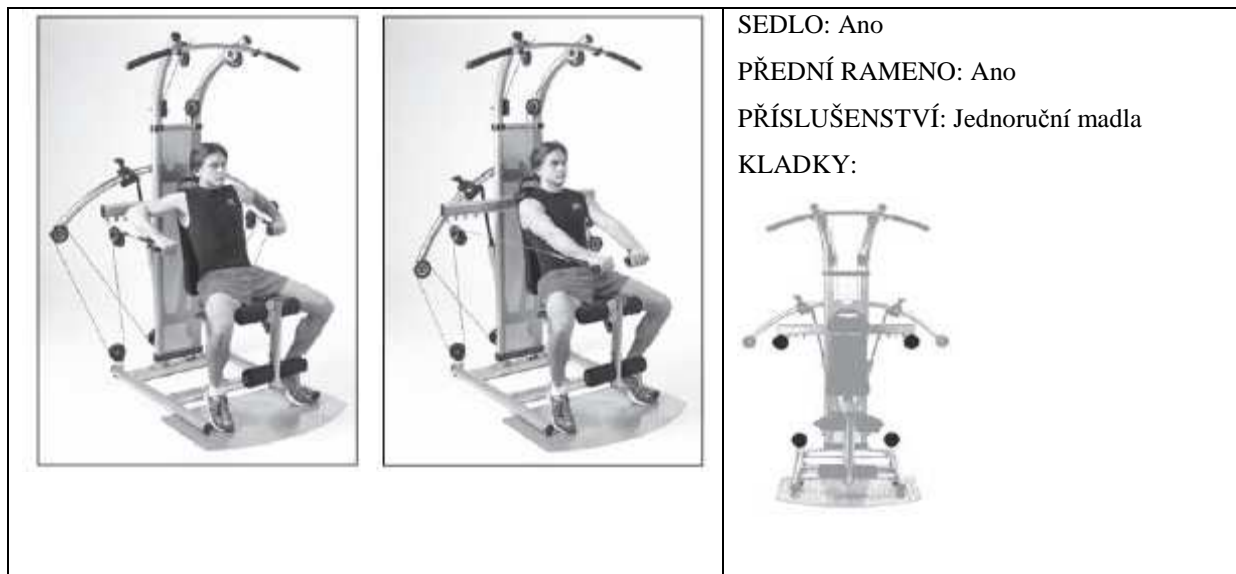 SEDLO: Ano
PŘEDNÍ RAMENO: Ano
PŘÍSLUŠENSTVÍ: Jednoruční madla
KLADKY: